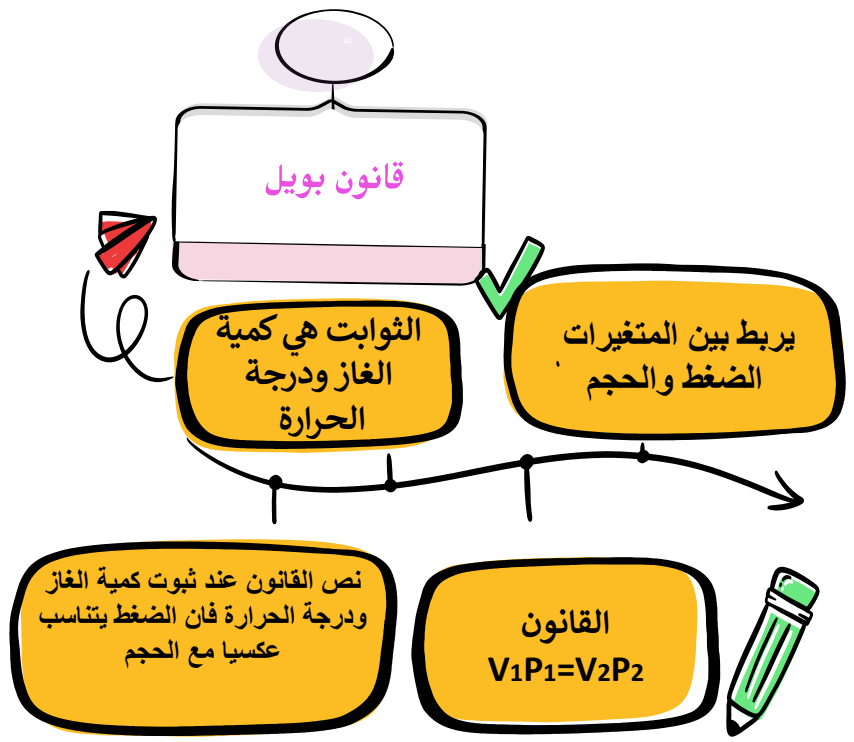 قانون بويل
يربط بين المتغيرات
الضغط والحجم
الثوابت هي كمية
الغاز ودرجة
الحرارة
القانون
V1P1=V2P2
نص القانون عند ثبوت كمية الغاز
ودرجة الحرارة فان الضغط يتناسب
عكسيا مع الحجم